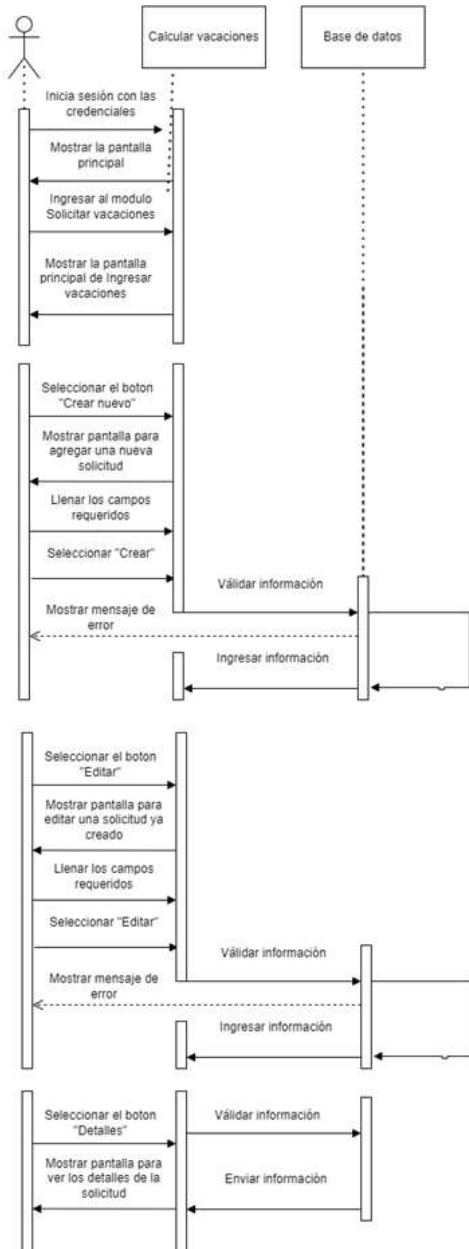 Calcular vacaciones
Base de datos
Inicia sesión con las
credenciales
Mostrar la pantalla
principal
Ingresar al modulo
Solicitar vacaciones
Mostrar la pantalla
principal de Ingresar
vacaciones
Seleccionar el boton
"Crear nuevo"
Mostrar pantalla para
agregar una nueva
solicitud
Llenar los campos
requeridos
Seleccionar "Crear"
Válidar información
Mostrar mensaje de
error
Ingresar información
Seleccionar el boton
"Editar"
Mostrar pantalla para
editar una solicitud ya
creado
Llenar los campos
requeridos
Seleccionar "Editar"
Válidar información
Mostrar mensaje de
error
Ingresar información
Seleccionar el boton
"Detalles"
Válidar información
Mostrar pantalla para
ver los detalles de la
solicitud
Enviar información